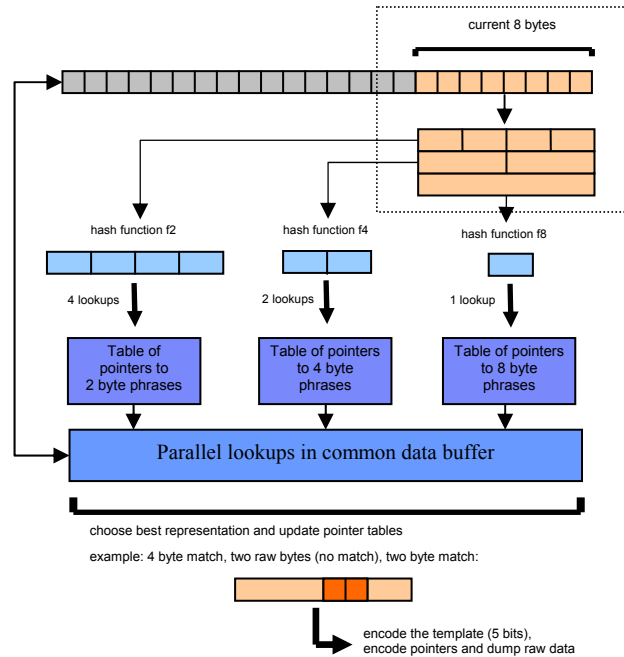 current 8 bytes
hash function f2
hash function f4
hash function f8
4 lookups
2 lookups
1 lookup
Table of
pointers to
2 byte phrases
Table of
pointers
to 4 byte
phrases
Table of
pointers
to 8 byte
phrases
Parallel lookups in common data buffer
choose best representation and update pointer tables
example: 4 byte match, two raw bytes (no match), two byte match:
encode the template (5 bits),
encode pointers and dump raw data